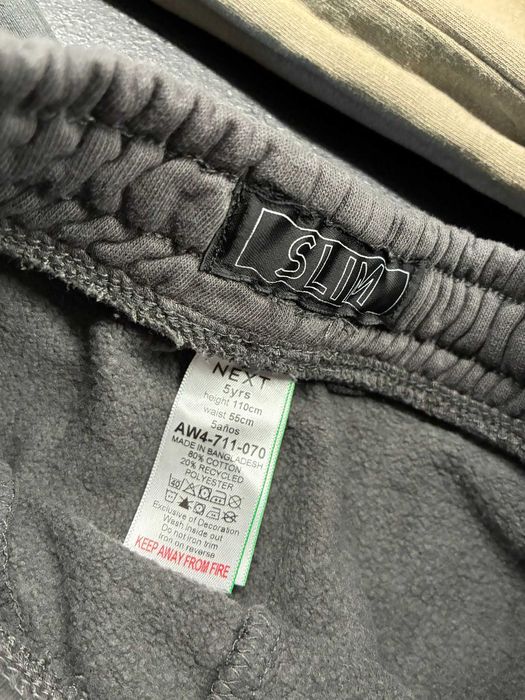 SLIM
NEXT
5yrs
height 110cm
waist 55cm
5años
AW4-711-070
MADE IN BANGLADESH
80% COTTON
20% RECYCLED
POLYESTER
40
Exclusive of Decoration
Wash inside out
Do not iron trim
Iron on reverse
KEEP AWAY FROM FIRE